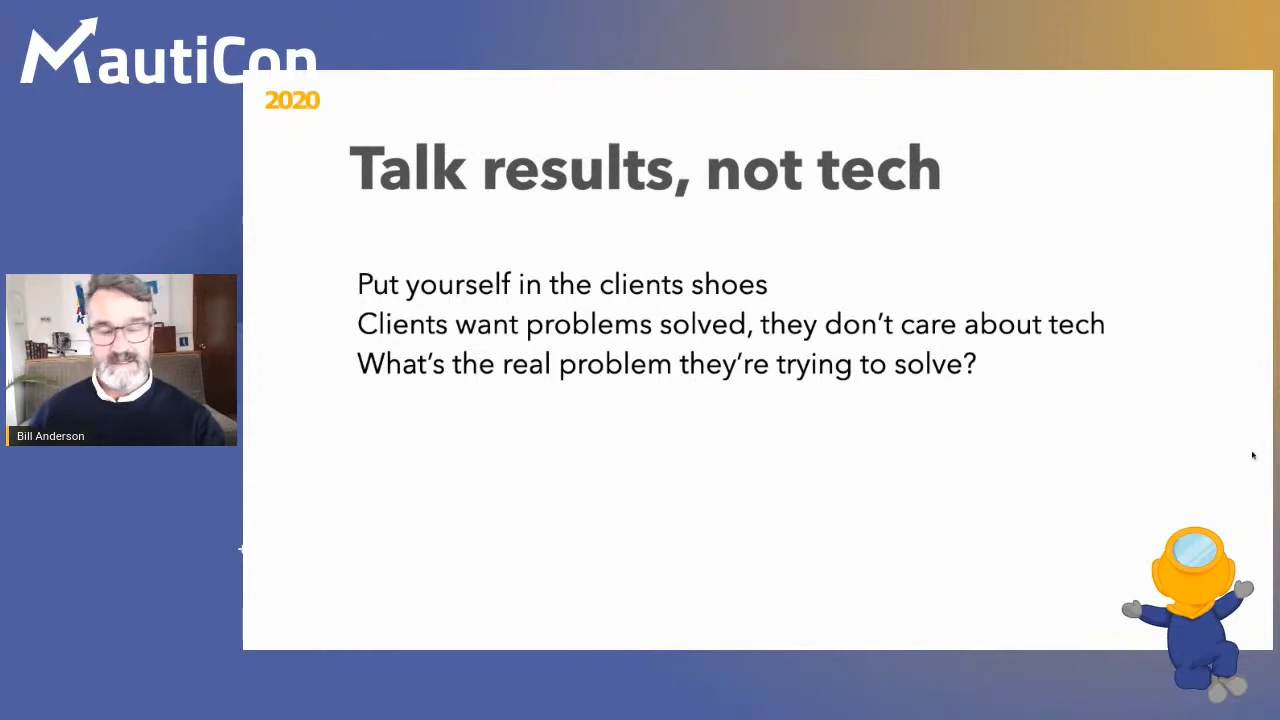 MautiCon
2020
Talk results, not tech
Put yourself in the clients shoes
Clients want problems solved, they don't care about tech
What's the real problem they're trying to solve?
Bill Anderson